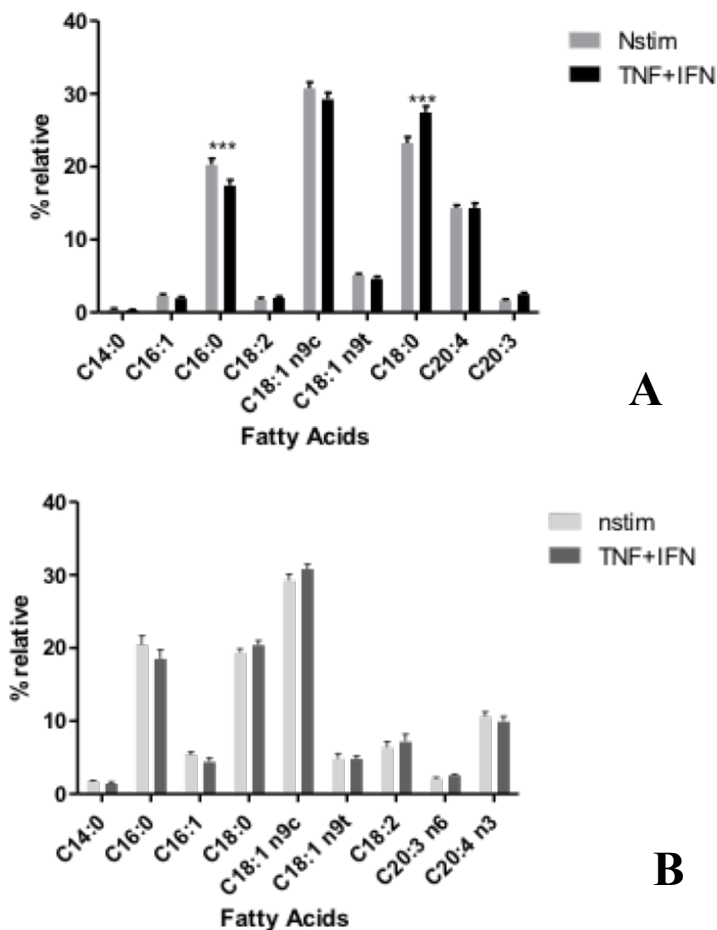 40
30
20
10
0
% relative
***
***
Nstim
TNF+IFN
C14:0
C16:1
C16:0
C18:2
C18:1 n9c
C18:1 n9t
C18:0
C20:4
C20:3
Fatty Acids
A
40
30
20
10
0
% relative
nstim
TNF+IFN
C14:0
C16:0
C16:1
C18:0
C18:1 n9c
C18:1 n9t
C18:2
C20:3 n6
C20:4 n3
Fatty Acids
B